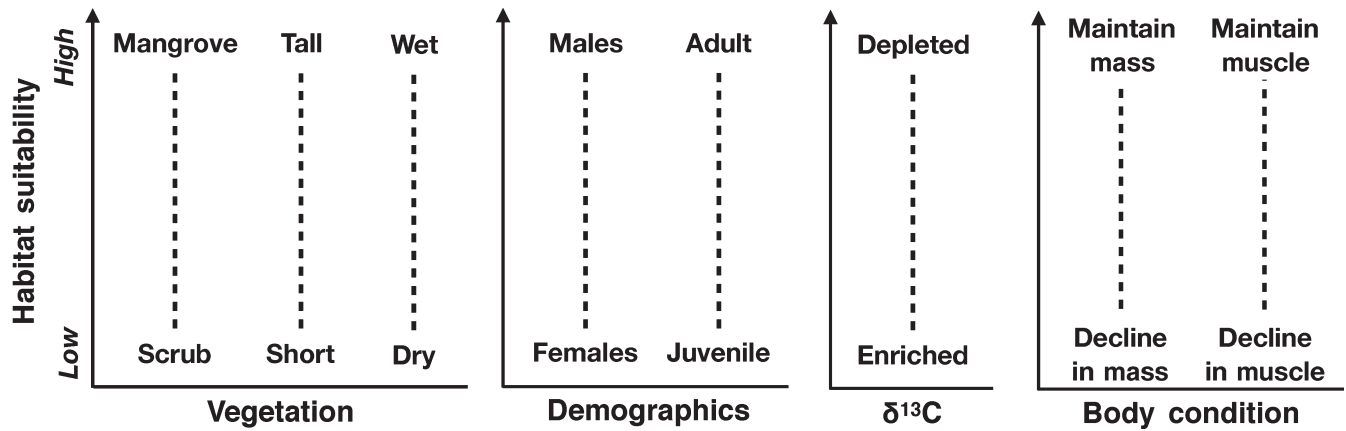 Habitat suitability
High
Low
Mangrove Tall Wet
Scrub Short Dry
Vegetation
Males Adult
Females Juvenile
Demographics
Depleted
Enriched
δ¹³C
Maintain Maintain
mass muscle
Decline Decline
in mass in muscle
Body condition